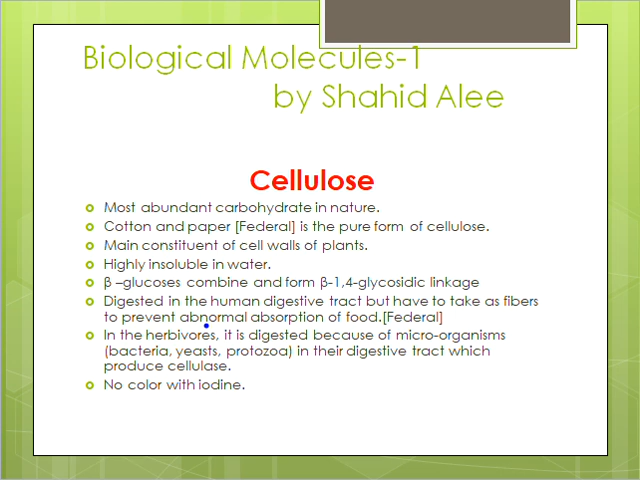 Biological Molecules-1
by Shahid Alee
Cellulose
Most abundant carbohydrate in nature.
Cotton and paper [Federal] is the pure form of cellulose.
Main constituent of cell walls of plants.
Highly insoluble in water.
β –glucoses combine and form β-1,4-glycosidic linkage
Digested in the human digestive tract but have to take as fibers
to prevent abnormal absorption of food.[Federal]
In the herbivores, it is digested because of micro-organisms
(bacteria, yeasts, protozoa) in their digestive tract which
produce cellulase.
No color with iodine.